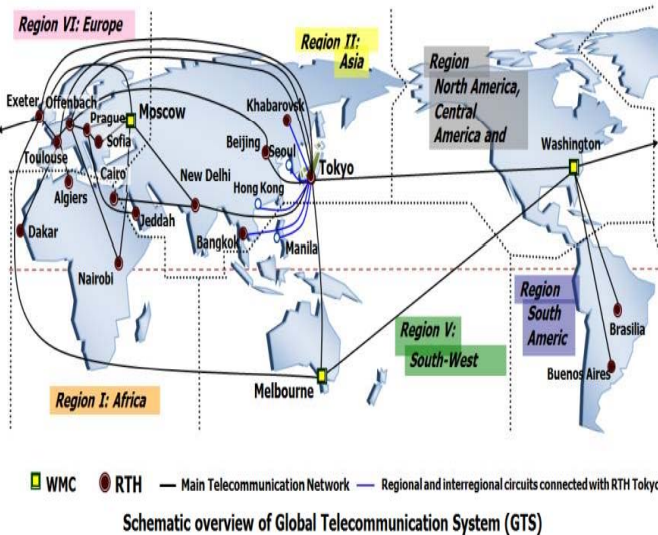 Region VI: Europe
Region II:
Asia
Region
North America,
Central
America and
Exeter
Offenbach
Prague
Moscow
Khabarovsk
Washington
Toulouse
Sofia
Beijing
Seoul
Tokyo
Cairo
New Delhi
Algiers
Hong Kong
Jeddah
Dakar
Bangkok
Manila
Nairobi
Region
South
Americ
Brasilia
Region V:
South-West
Buenos Aires
Melbourne
Region I: Africa
WMC
RTH
Main Telecommunication Network
Regional and interregional circuits connected with RTH Tokyo
Schematic overview of Global Telecommunication System (GTS)